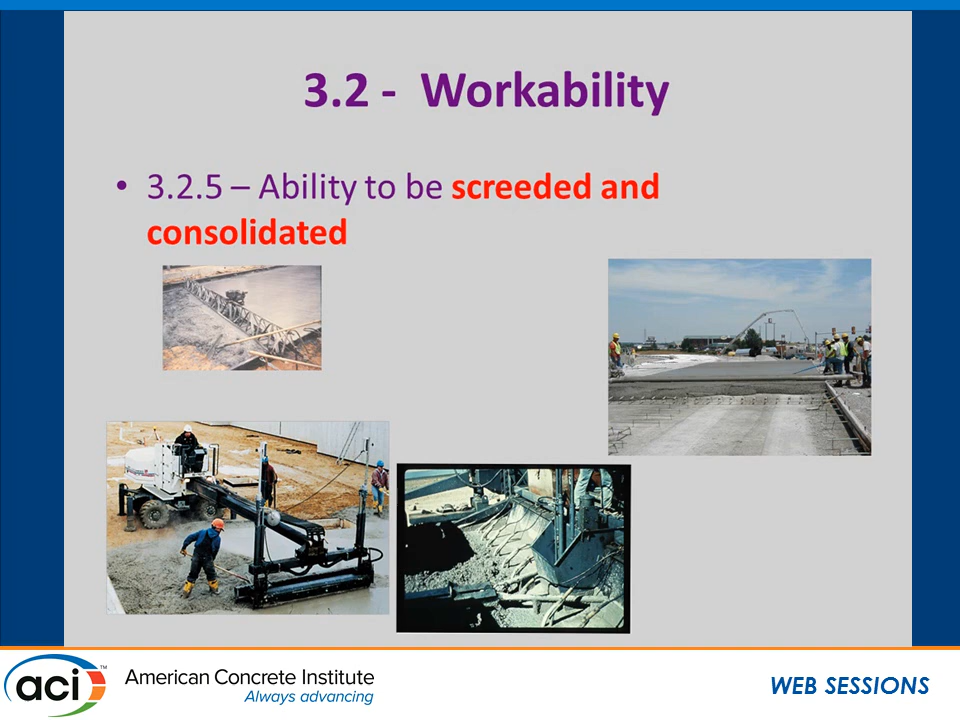 3.2 - Workability
• 3.2.5 – Ability to be screeded and
consolidated
aci™
American Concrete Institute
Always advancing
WEB SESSIONS